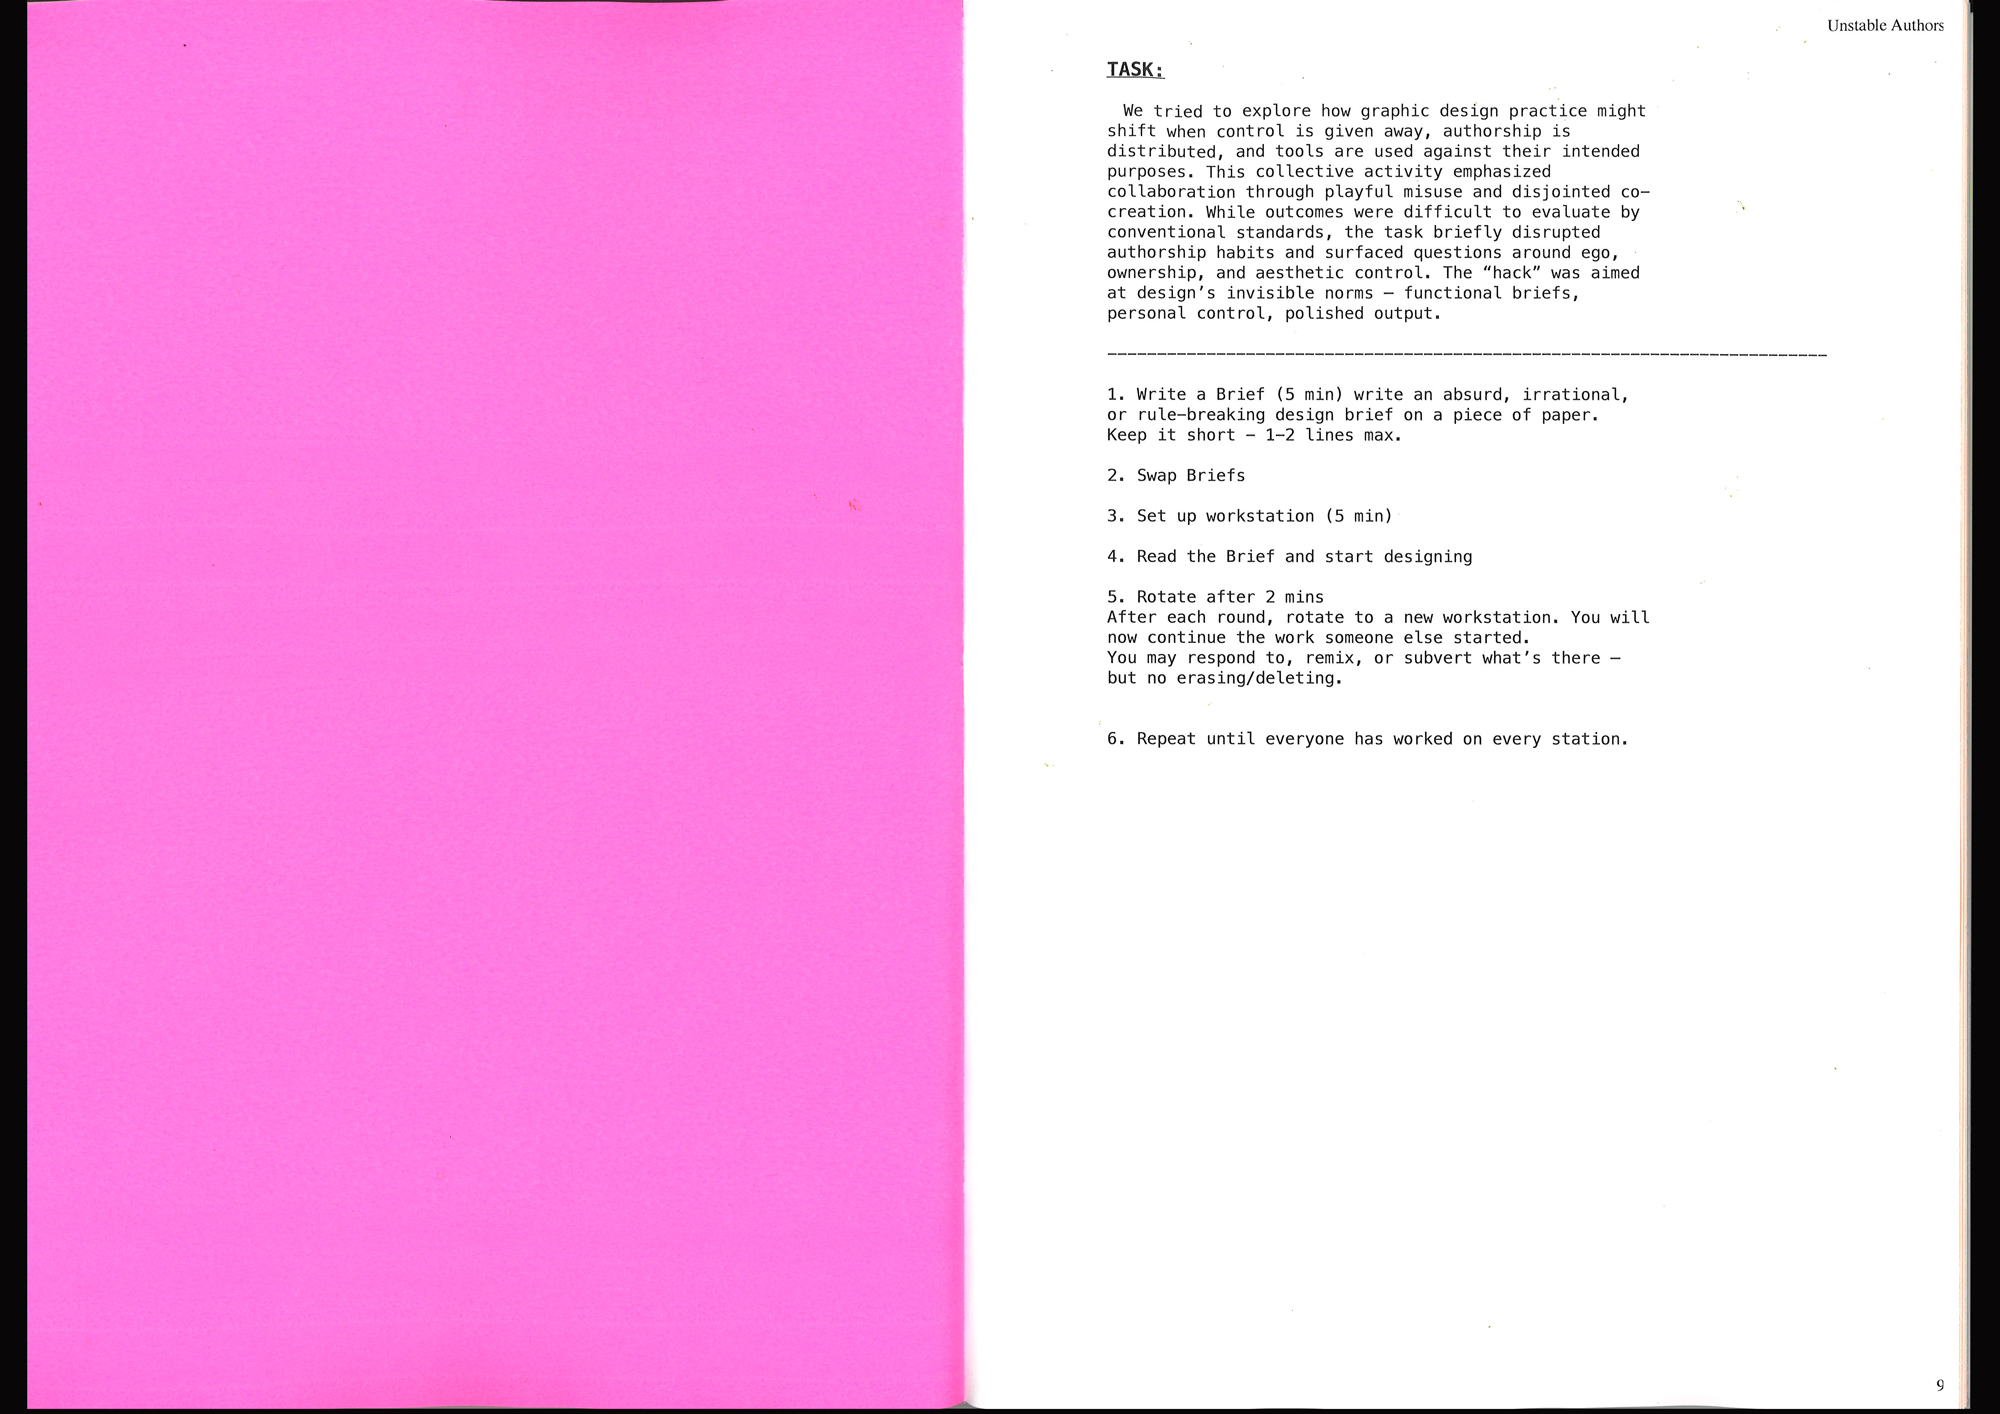 Unstable Authors
TASK:
We tried to explore how graphic design practice might
shift when control is given away, authorship is
distributed, and tools are used against their intended
purposes. This collective activity emphasized
collaboration through playful misuse and disjointed co–
creation. While outcomes were difficult to evaluate by
conventional standards, the task briefly disrupted
authorship habits and surfaced questions around ego,
ownership, and aesthetic control. The “hack” was aimed
at design’s invisible norms — functional briefs,
personal control, polished output.
1. Write a Brief (5 min) write an absurd, irrational,
or rule–breaking design brief on a piece of paper.
Keep it short – 1–2 lines max.
2. Swap Briefs
3. Set up workstation (5 min)
4. Read the Brief and start designing
5. Rotate after 2 mins
After each round, rotate to a new workstation. You will
now continue the work someone else started.
You may respond to, remix, or subvert what’s there —
but no erasing/deleting.
6. Repeat until everyone has worked on every station.
9